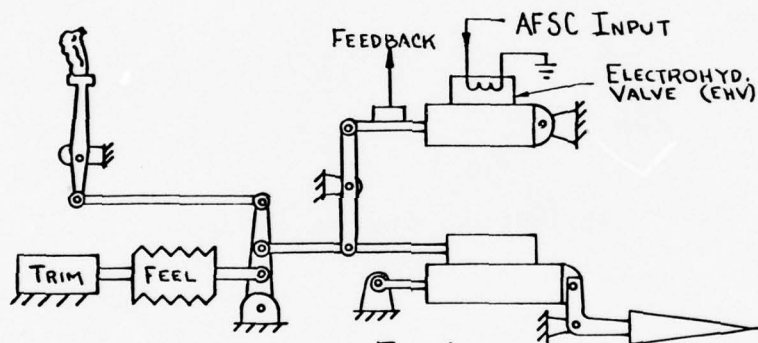 AFSC INPUT
FEEDBACK
ELECTROHYD.
VALVE (EHV)
TRIM
FEEL